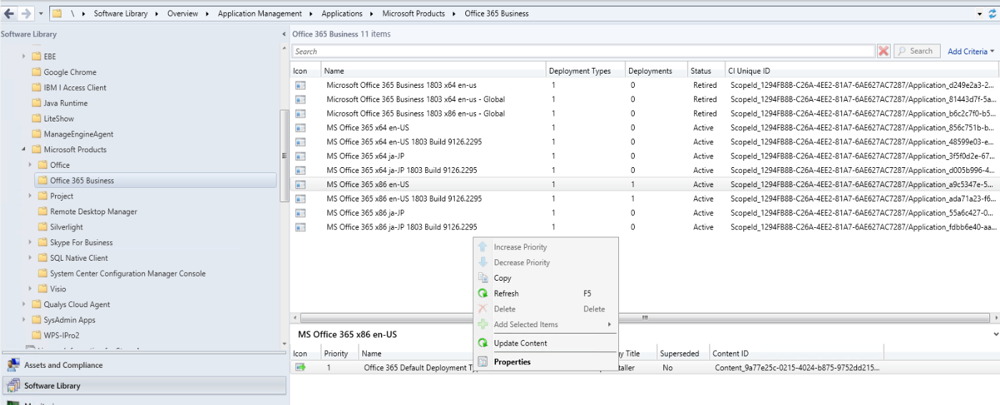 \ Software Library Overview Application Management Applications Microsoft Products Office 365 Business
Software Library
EBE
Google Chrome
IBM I Access Client
Java Runtime
LiteShow
ManageEngineAgent
Microsoft Products
Office
Office 365 Business
Project
Remote Desktop Manager
Silverlight
Skype For Business
SQL Native Client
System Center Configuration Manager Console
Visio
Qualys Cloud Agent
SysAdmin Apps
WPS-IPro2
Assets and Compliance
Software Library
Office 365 Business 11 items
Search Search Add Criteria
Icon Name Deployment Types Deployments Status CI Unique ID
Microsoft Office 365 Business 1803 x64 en-us 1 0 Retired ScopeId_1294FB8B-C26A-4EE2-81A7-6AE627AC7287/Application_d249e2a3-2...
Microsoft Office 365 Business 1803 x64 en-us - Global 1 0 Retired ScopeId_1294FB8B-C26A-4EE2-81A7-6AE627AC7287/Application_81443d7f-5a...
Microsoft Office 365 Business 1803 x86 en-us - Global 1 0 Retired ScopeId_1294FB8B-C26A-4EE2-81A7-6AE627AC7287/Application_b6c2c7f0-b5...
MS Office 365 x64 en-US 1 0 Active ScopeId_1294FB8B-C26A-4EE2-81A7-6AE627AC7287/Application_856c751b-b...
MS Office 365 x64 en-US 1803 Build 9126.2295 1 0 Active ScopeId_1294FB8B-C26A-4EE2-81A7-6AE627AC7287/Application_48599e03-e...
MS Office 365 x64 ja-JP 1 0 Active ScopeId_1294FB8B-C26A-4EE2-81A7-6AE627AC7287/Application_3f5f0d2e-67...
MS Office 365 x64 ja-JP 1803 Build 9126.2295 1 0 Active ScopeId_1294FB8B-C26A-4EE2-81A7-6AE627AC7287/Application_d005b996-4...
MS Office 365 x86 en-US 1 1 Active ScopeId_1294FB8B-C26A-4EE2-81A7-6AE627AC7287/Application_a9c5347e-5...
MS Office 365 x86 en-US 1803 Build 9126.2295 1 1 Active ScopeId_1294FB8B-C26A-4EE2-81A7-6AE627AC7287/Application_ada71a23-f6...
MS Office 365 x86 ja-JP 1 0 Active ScopeId_1294FB8B-C26A-4EE2-81A7-6AE627AC7287/Application_55a6c427-0...
MS Office 365 x86 ja-JP 1803 Build 9126.2295 1 0 Active ScopeId_1294FB8B-C26A-4EE2-81A7-6AE627AC7287/Application_fdbb6e40-aa...
Increase Priority
Decrease Priority
Copy
Refresh F5
Delete Delete
Add Selected Items
Update Content
Properties
MS Office 365 x86 en-US
Icon Priority Name y Title Superseded Content ID
1 Office 365 Default Deployment Ty taller No Content_9a77e25c-0215-4024-b875-9752dd215...